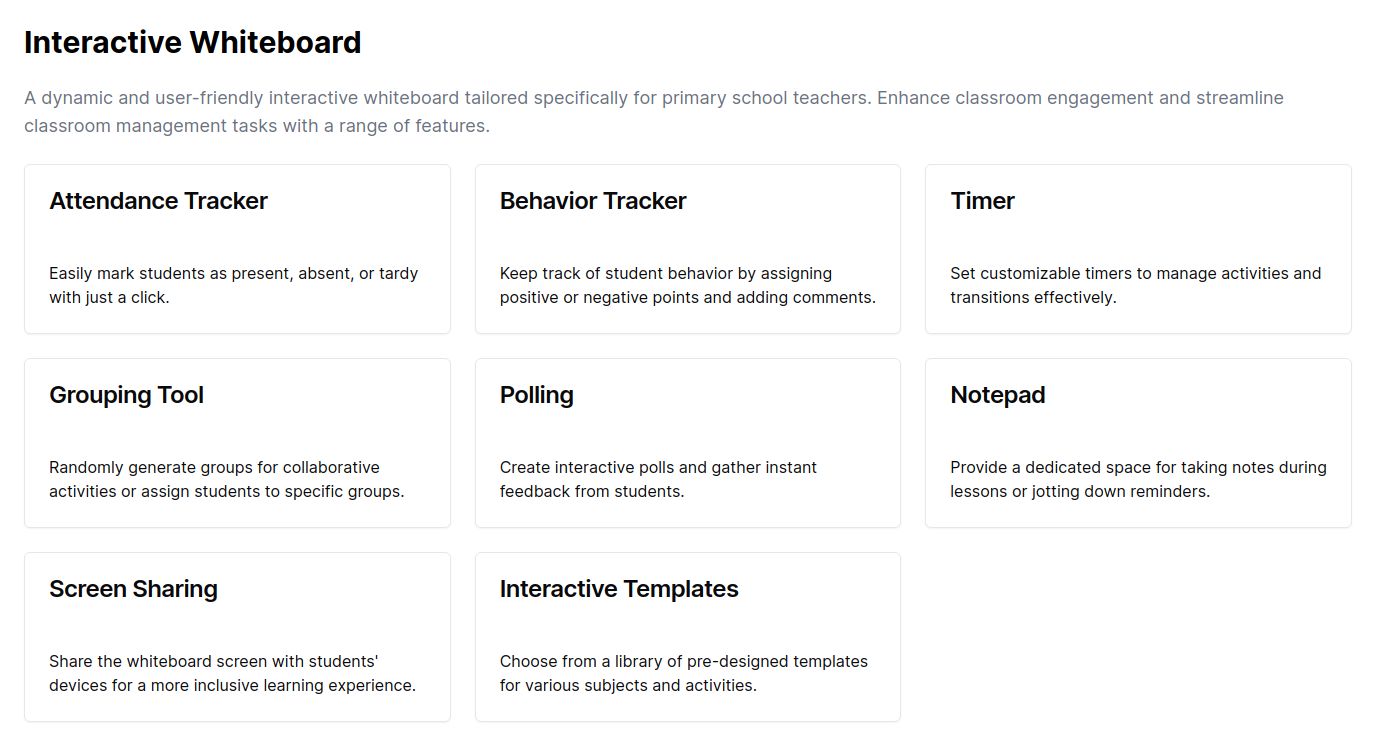 Interactive Whiteboard
A dynamic and user-friendly interactive whiteboard tailored specifically for primary school teachers. Enhance classroom engagement and streamline
classroom management tasks with a range of features.
Attendance Tracker
Easily mark students as present, absent, or tardy
with just a click.
Behavior Tracker
Keep track of student behavior by assigning
positive or negative points and adding comments.
Timer
Set customizable timers to manage activities and
transitions effectively.
Grouping Tool
Randomly generate groups for collaborative
activities or assign students to specific groups.
Polling
Create interactive polls and gather instant
feedback from students.
Notepad
Provide a dedicated space for taking notes during
lessons or jotting down reminders.
Screen Sharing
Share the whiteboard screen with students'
devices for a more inclusive learning experience.
Interactive Templates
Choose from a library of pre-designed templates
for various subjects and activities.